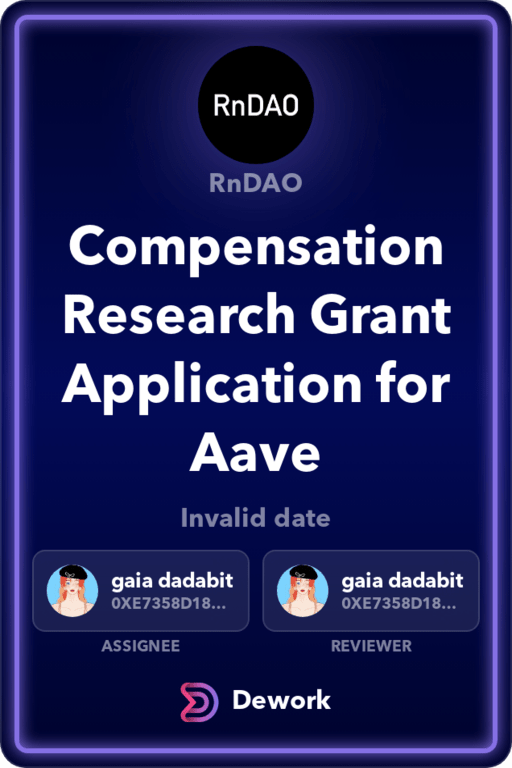 RnDAO
RnDAO
Compensation
Research Grant
Application for
Aave
Invalid date
gaia dadabit
0XE7358D18...
gaia dadabit
0XE7358D18...
ASSIGNEE
REVIEWER
Dework